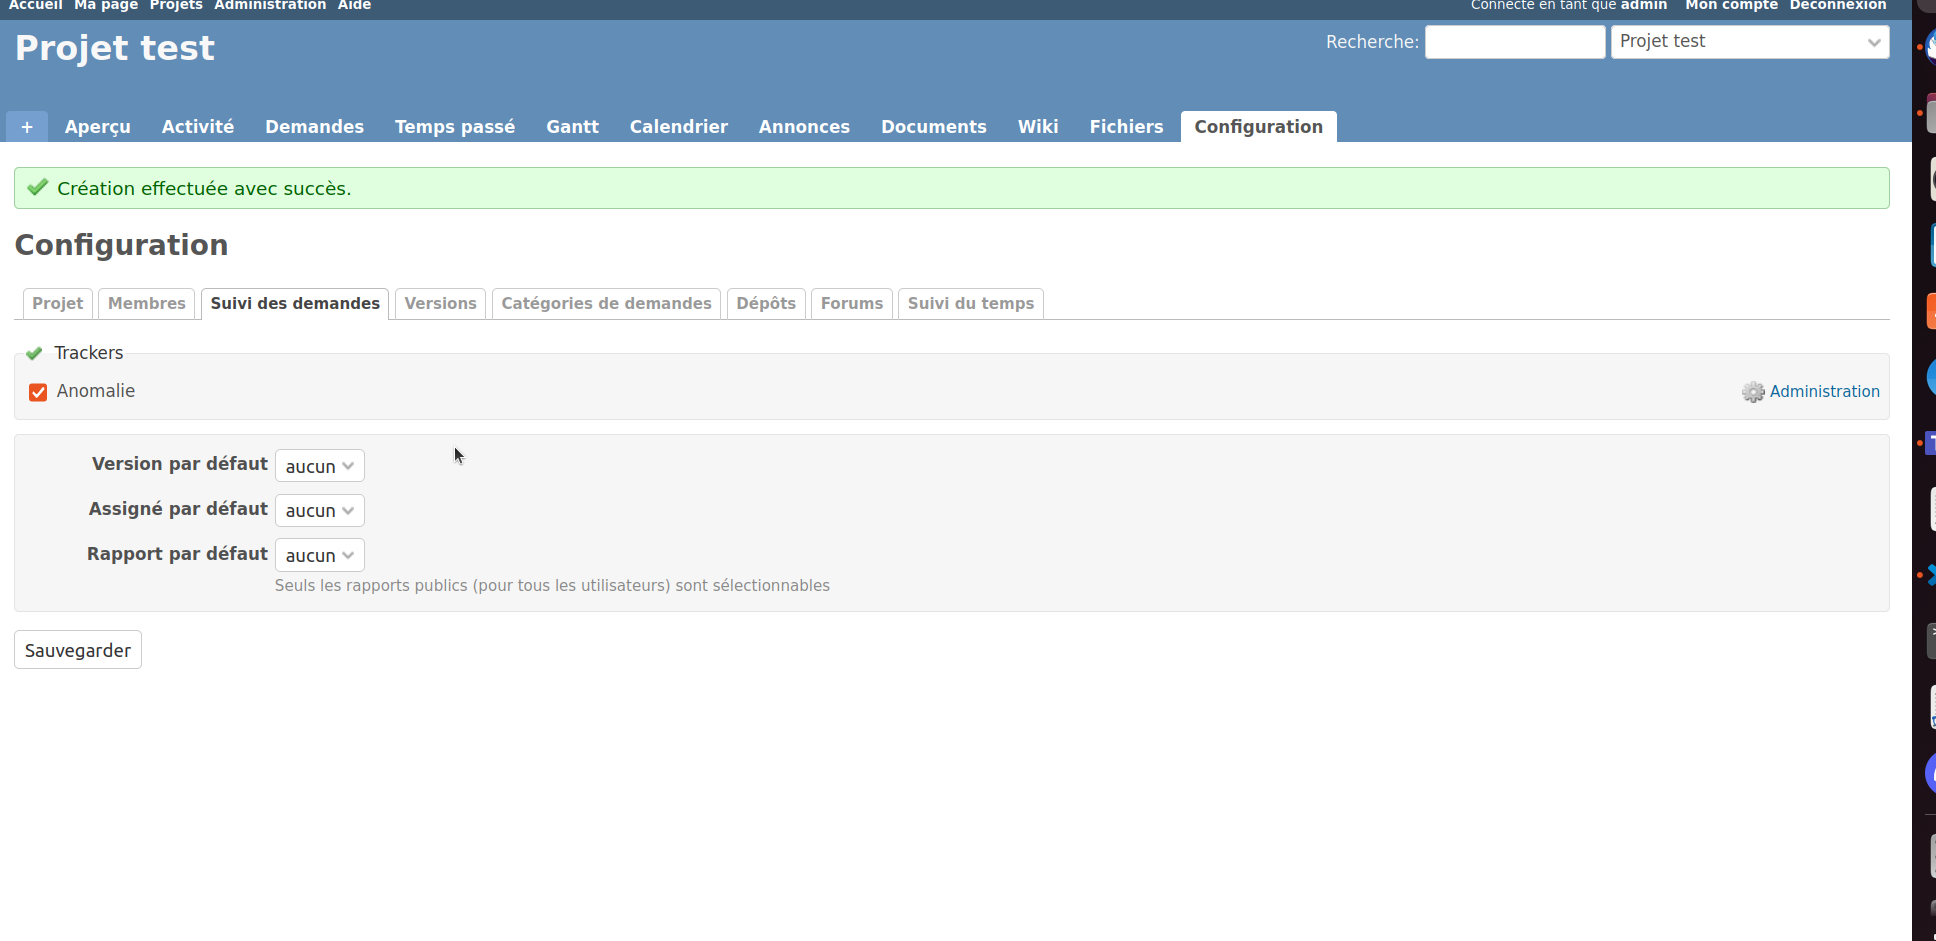 Accueil Ma page Projets Administration Aide Connecté en tant que admin Mon compte Déconnexion
Projet test Recherche: Projet test
+ Aperçu Activité Demandes Temps passé Gantt Calendrier Annonces Documents Wiki Fichiers Configuration
Création effectuée avec succès.
Configuration
Projet Membres Suivi des demandes Versions Catégories de demandes Dépôts Forums Suivi du temps
Trackers
Anomalie Administration
Version par défaut aucun
Assigné par défaut aucun
Rapport par défaut aucun
Seuls les rapports publics (pour tous les utilisateurs) sont sélectionnables
Sauvegarder